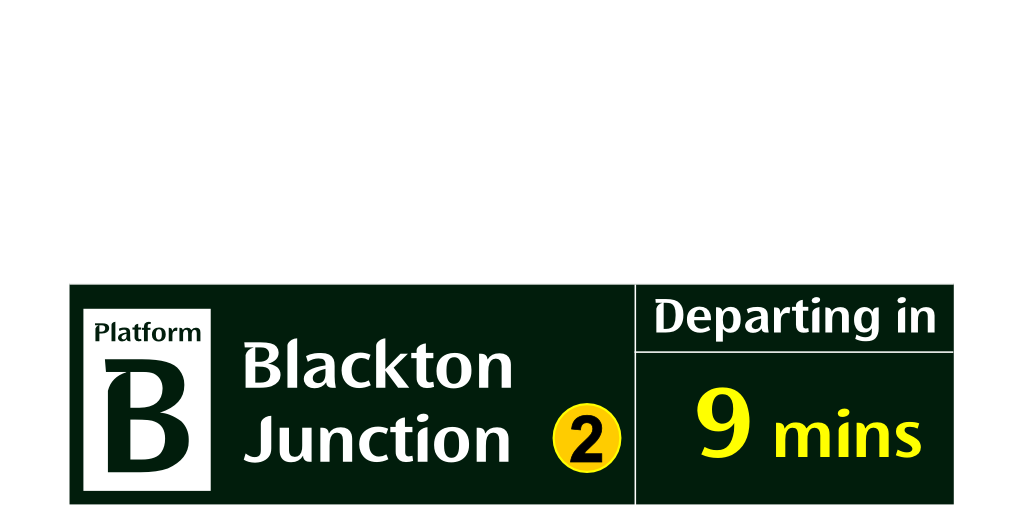 Platform
B
Blackton
Junction
2
Departing in
9 mins